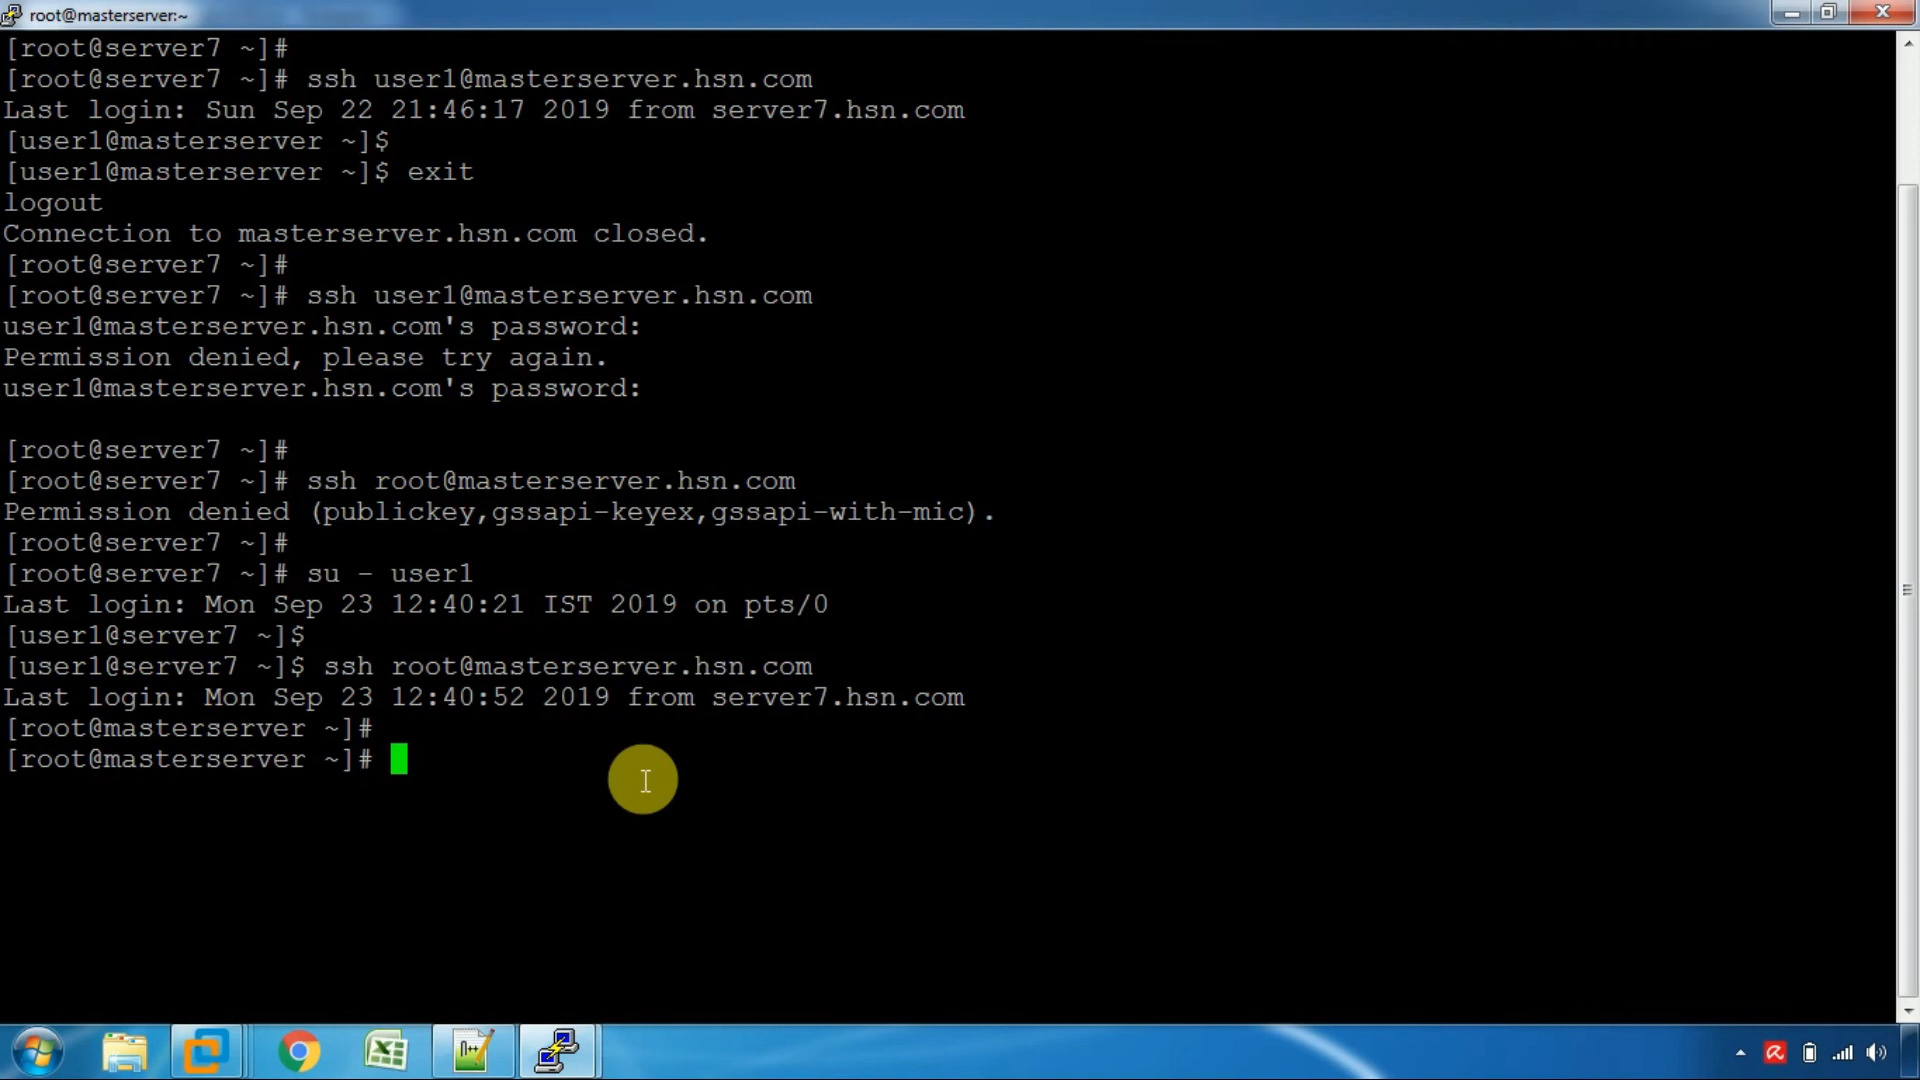 root@masterserver:~
[root@server7 ~]#
[root@server7 ~]# ssh user1@masterserver.hsn.com
Last login: Sun Sep 22 21:46:17 2019 from server7.hsn.com
[user1@masterserver ~]$
[user1@masterserver ~]$ exit
logout
Connection to masterserver.hsn.com closed.
[root@server7 ~]#
[root@server7 ~]# ssh user1@masterserver.hsn.com
user1@masterserver.hsn.com's password:
Permission denied, please try again.
user1@masterserver.hsn.com's password:
[root@server7 ~]#
[root@server7 ~]# ssh root@masterserver.hsn.com
Permission denied (publickey,gssapi-keyex,gssapi-with-mic).
[root@server7 ~]#
[root@server7 ~]# su - user1
Last login: Mon Sep 23 12:40:21 IST 2019 on pts/0
[user1@server7 ~]$
[user1@server7 ~]$ ssh root@masterserver.hsn.com
Last login: Mon Sep 23 12:40:52 2019 from server7.hsn.com
[root@masterserver ~]#
[root@masterserver ~]#